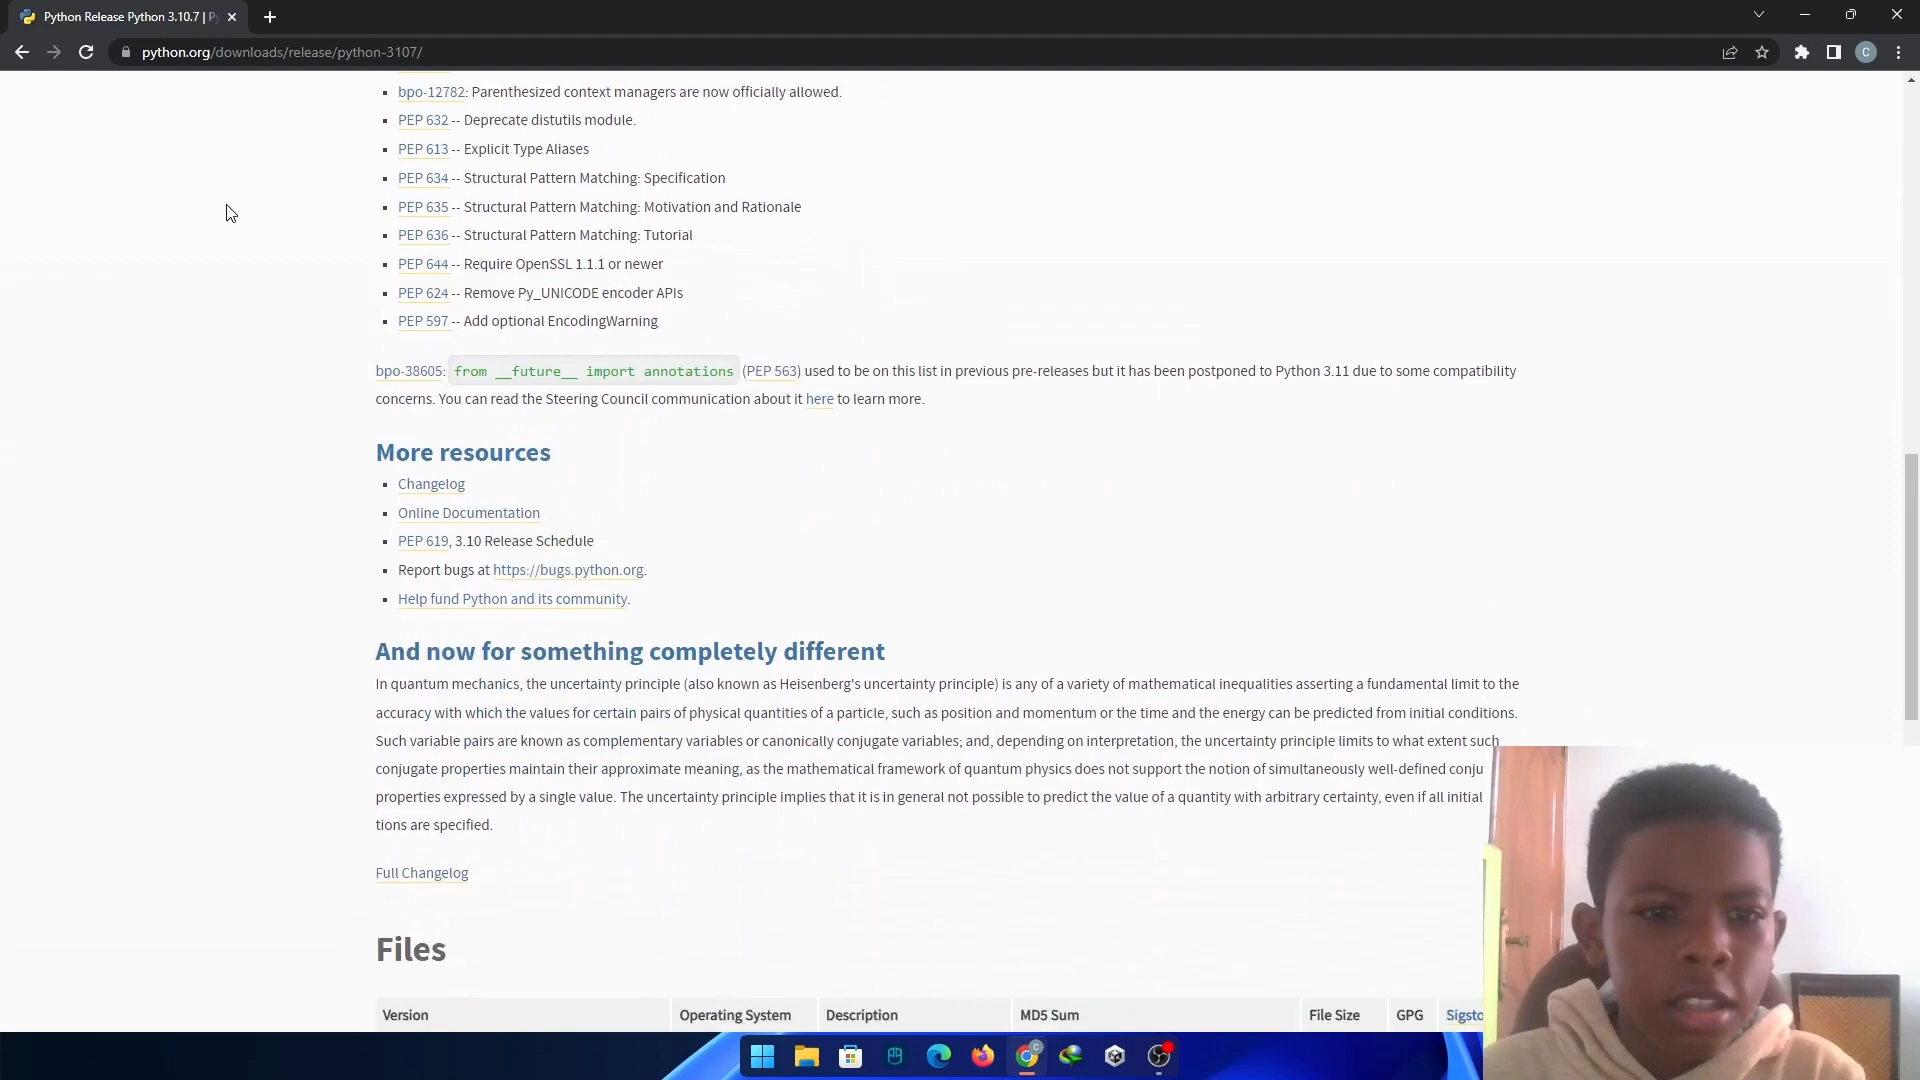 Python Release Python 3.10.7 | Py
python.org/downloads/release/python-3107/
C
bpo-12782: Parenthesized context managers are now officially allowed.
PEP 632 -- Deprecate distutils module.
PEP 613 -- Explicit Type Aliases
PEP 634 -- Structural Pattern Matching: Specification
PEP 635 -- Structural Pattern Matching: Motivation and Rationale
PEP 636 -- Structural Pattern Matching: Tutorial
PEP 644 -- Require OpenSSL 1.1.1 or newer
PEP 624 -- Remove Py_UNICODE encoder APIs
PEP 597 -- Add optional EncodingWarning
bpo-38605: from __future__ import annotations (PEP 563) used to be on this list in previous pre-releases but it has been postponed to Python 3.11 due to some compatibility
concerns. You can read the Steering Council communication about it here to learn more.
More resources
Changelog
Online Documentation
PEP 619, 3.10 Release Schedule
Report bugs at https://bugs.python.org.
Help fund Python and its community.
And now for something completely different
In quantum mechanics, the uncertainty principle (also known as Heisenberg's uncertainty principle) is any of a variety of mathematical inequalities asserting a fundamental limit to the
accuracy with which the values for certain pairs of physical quantities of a particle, such as position and momentum or the time and the energy can be predicted from initial conditions.
Such variable pairs are known as complementary variables or canonically conjugate variables; and, depending on interpretation, the uncertainty principle limits to what extent such
conjugate properties maintain their approximate meaning, as the mathematical framework of quantum physics does not support the notion of simultaneously well-defined conju
properties expressed by a single value. The uncertainty principle implies that it is in general not possible to predict the value of a quantity with arbitrary certainty, even if all initial
tions are specified.
Full Changelog
Files
Version Operating System Description MD5 Sum File Size GPG Sigsto
C